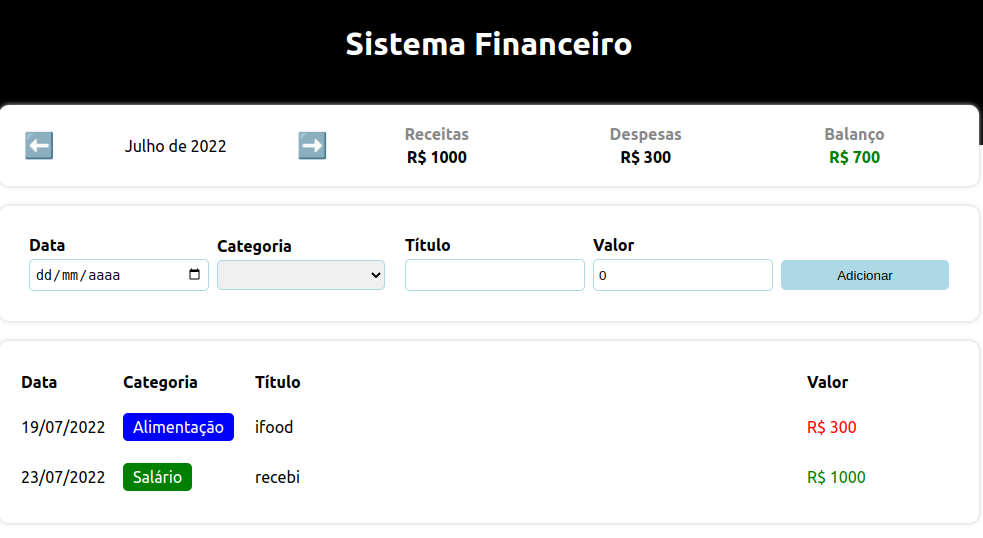 Sistema Financeiro
Julho de 2022
Receitas
R$ 1000
Despesas
R$ 300
Balanço
R$ 700
Data
dd/mm/aaaa
Categoria
Título
Valor
0
Adicionar
Data Categoria Título Valor
19/07/2022 Alimentação ifood R$ 300
23/07/2022 Salário recebi R$ 1000